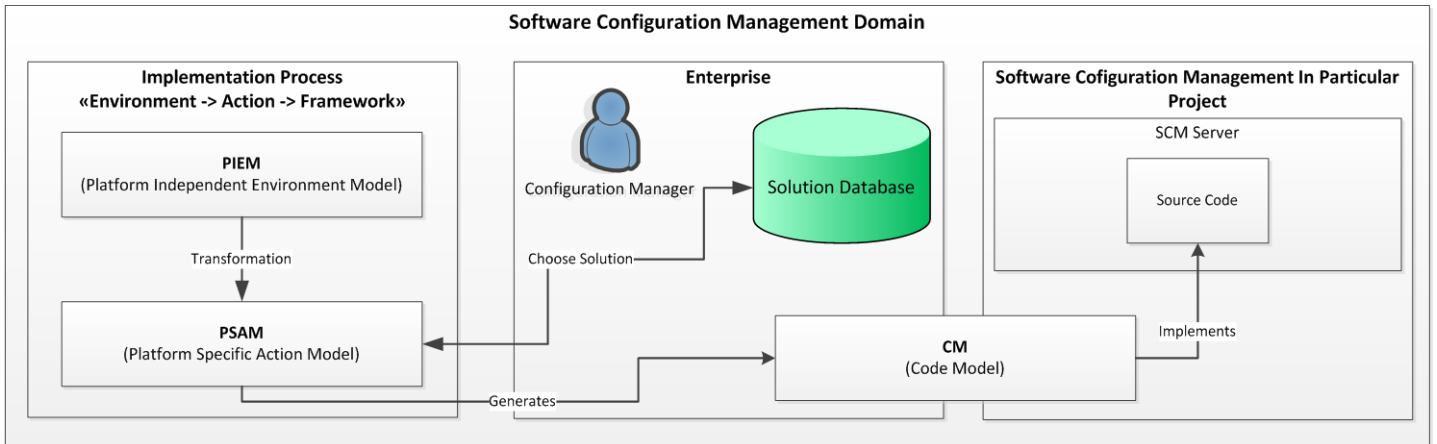 Software Configuration Management Domain
Implementation Process
«Environment -> Action -> Framework»
PIEM
(Platform Independent Environment Model)
Transformation
PSAM
(Platform Specific Action Model)
Enterprise
Configuration Manager
Solution Database
Choose Solution
Generates
CM
(Code Model)
Software Cofiguration Management In Particular
Project
SCM Server
Source Code
Implements